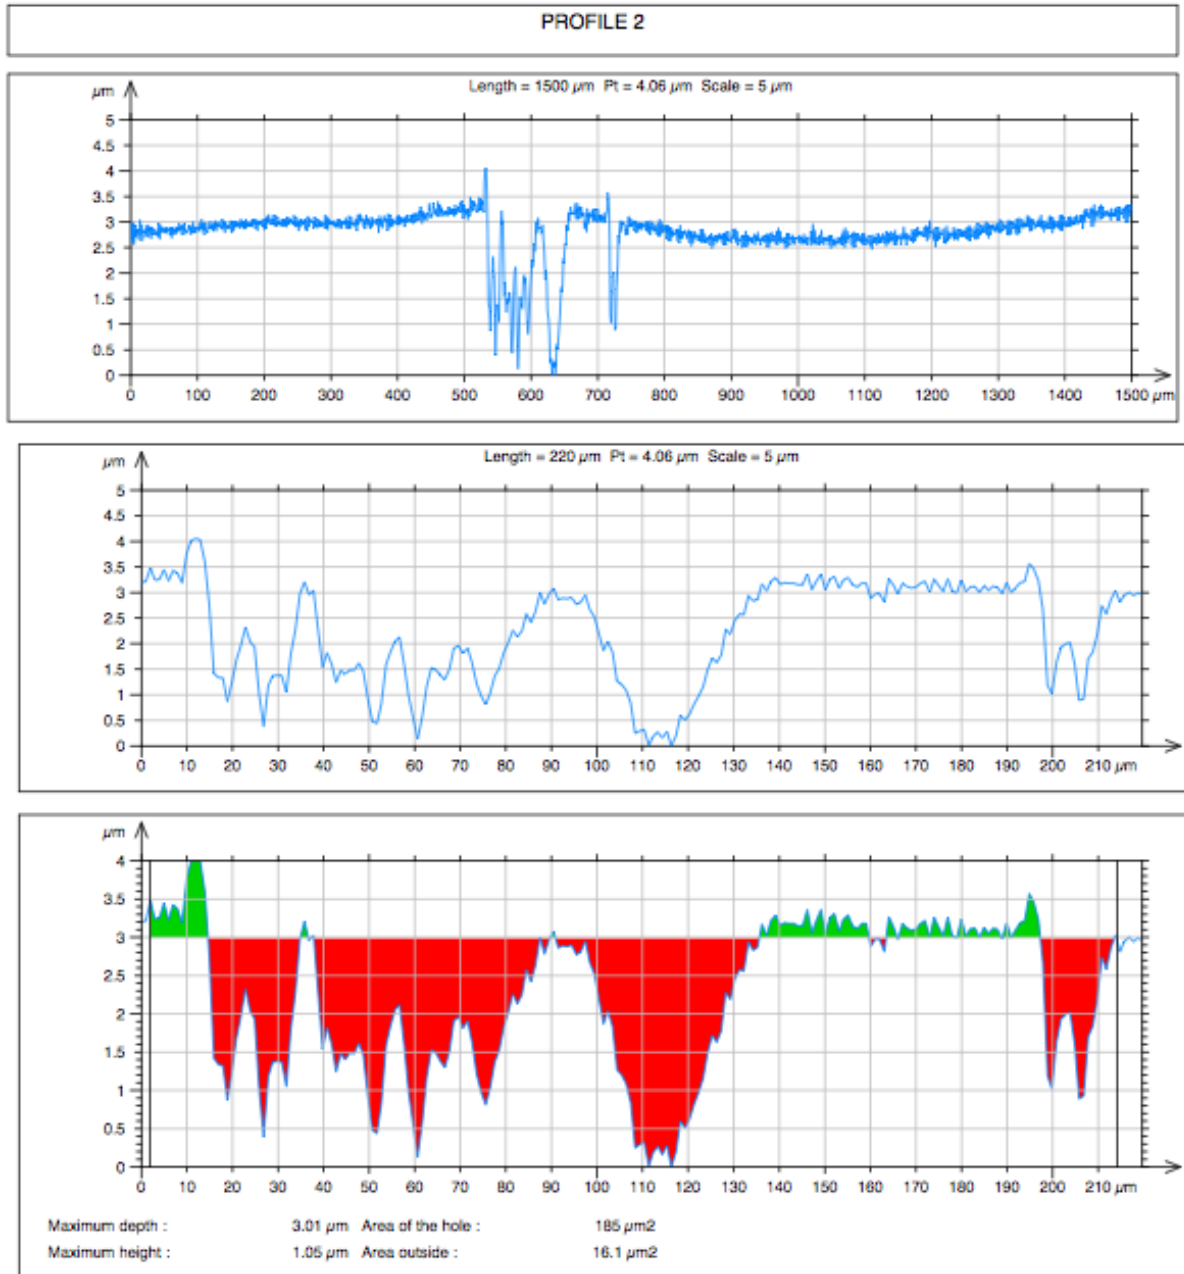 PROFILE 2
Length = 1500 µm  Pt = 4.06 µm  Scale = 5 µm
µm
5
4.5
4
3.5
3
2.5
2
1.5
1
0.5
0
0 100 200 300 400 500 600 700 800 900 1000 1100 1200 1300 1400 1500 µm
Length = 220 µm  Pt = 4.06 µm  Scale = 5 µm
µm
5
4.5
4
3.5
3
2.5
2
1.5
1
0.5
0
0 10 20 30 40 50 60 70 80 90 100 110 120 130 140 150 160 170 180 190 200 210 µm
µm
4
3.5
3
2.5
2
1.5
1
0.5
0
0 10 20 30 40 50 60 70 80 90 100 110 120 130 140 150 160 170 180 190 200 210 µm
Maximum depth : 3.01 µm Area of the hole : 185 µm2
Maximum height : 1.05 µm Area outside : 16.1 µm2